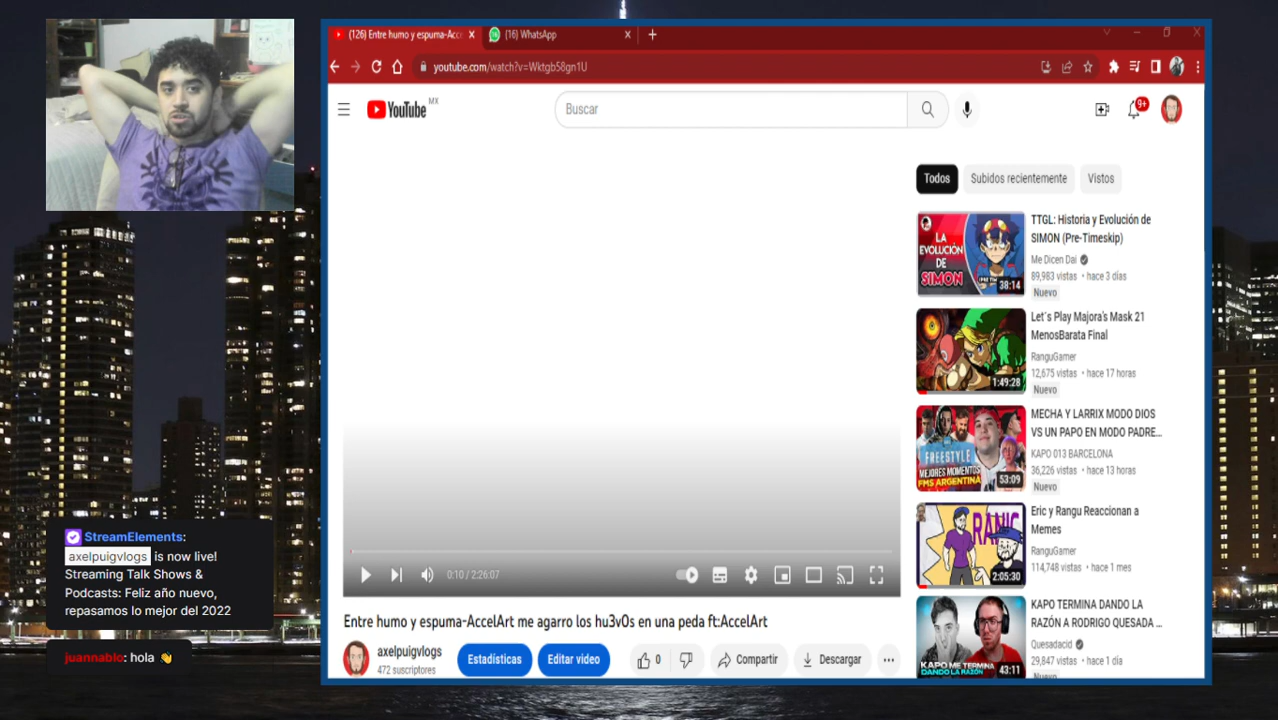 (126) Entre humo y espuma-Acce
(16) WhatsApp
youtube.com/watch?v=Wktgb58gn1U
YouTube MX
Buscar
9+
Todos
Subidos recientemente
Vistos
LA EVOLUCIÓN DE SIMON
38:14
TTGL: Historia y Evolución de
SIMON (Pre-Timeskip)
Me Dicen Dai
89,983 vistas • hace 3 días
Nuevo
1:49:28
Let´s Play Majora's Mask 21
MenosBarata Final
RanguGamer
12,675 vistas • hace 17 horas
Nuevo
FREESTYLE
MEJORES MOMENTOS
FMS ARGENTINA
53:09
MECHA Y LARRIX MODO DIOS
VS UN PAPO EN MODO PADRE...
KAPO 013 BARCELONA
36,226 vistas • hace 13 horas
Nuevo
RANIC
2:05:30
Eric y Rangu Reaccionan a
Memes
RanguGamer
114,748 vistas • hace 1 mes
KAPO ME TERMINA
DANDO LA RAZÓN
43:11
KAPO TERMINA DANDO LA
RAZÓN A RODRIGO QUESADA ...
Quesadacid
29,847 vistas • hace 1 día
Nuevo
0:10 / 2:26:07
Entre humo y espuma-AccelArt me agarro los hu3vOs en una peda ft:AccelArt
axelpuigvlogs
472 suscriptores
Estadísticas
Editar video
0
Compartir
Descargar
StreamElements:
axelpuigvlogs is now live!
Streaming Talk Shows &
Podcasts: Feliz año nuevo,
repasamos lo mejor del 2022
juannablo: hola 👋